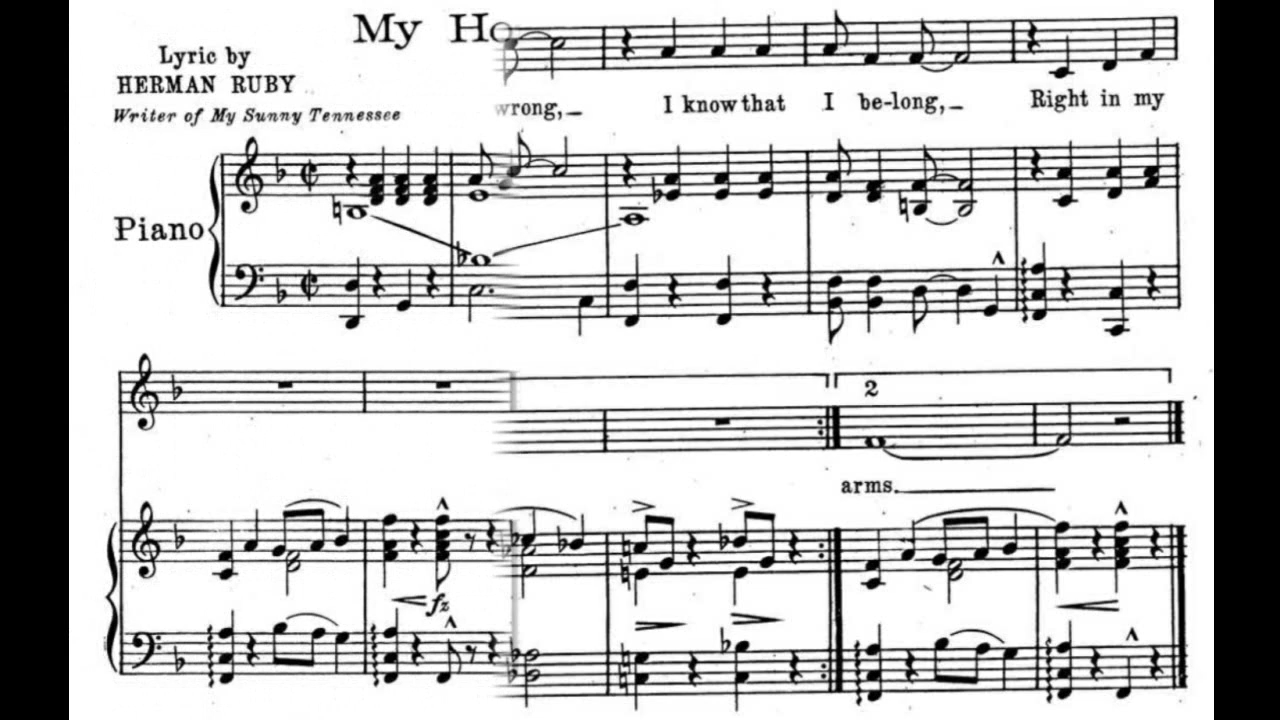 My Ho
Lyric by
HERMAN RUBY
Writer of My Sunny Tennessee
wrong,_ I know that I be-long,_ Right in my
Piano
2
arms.
fz